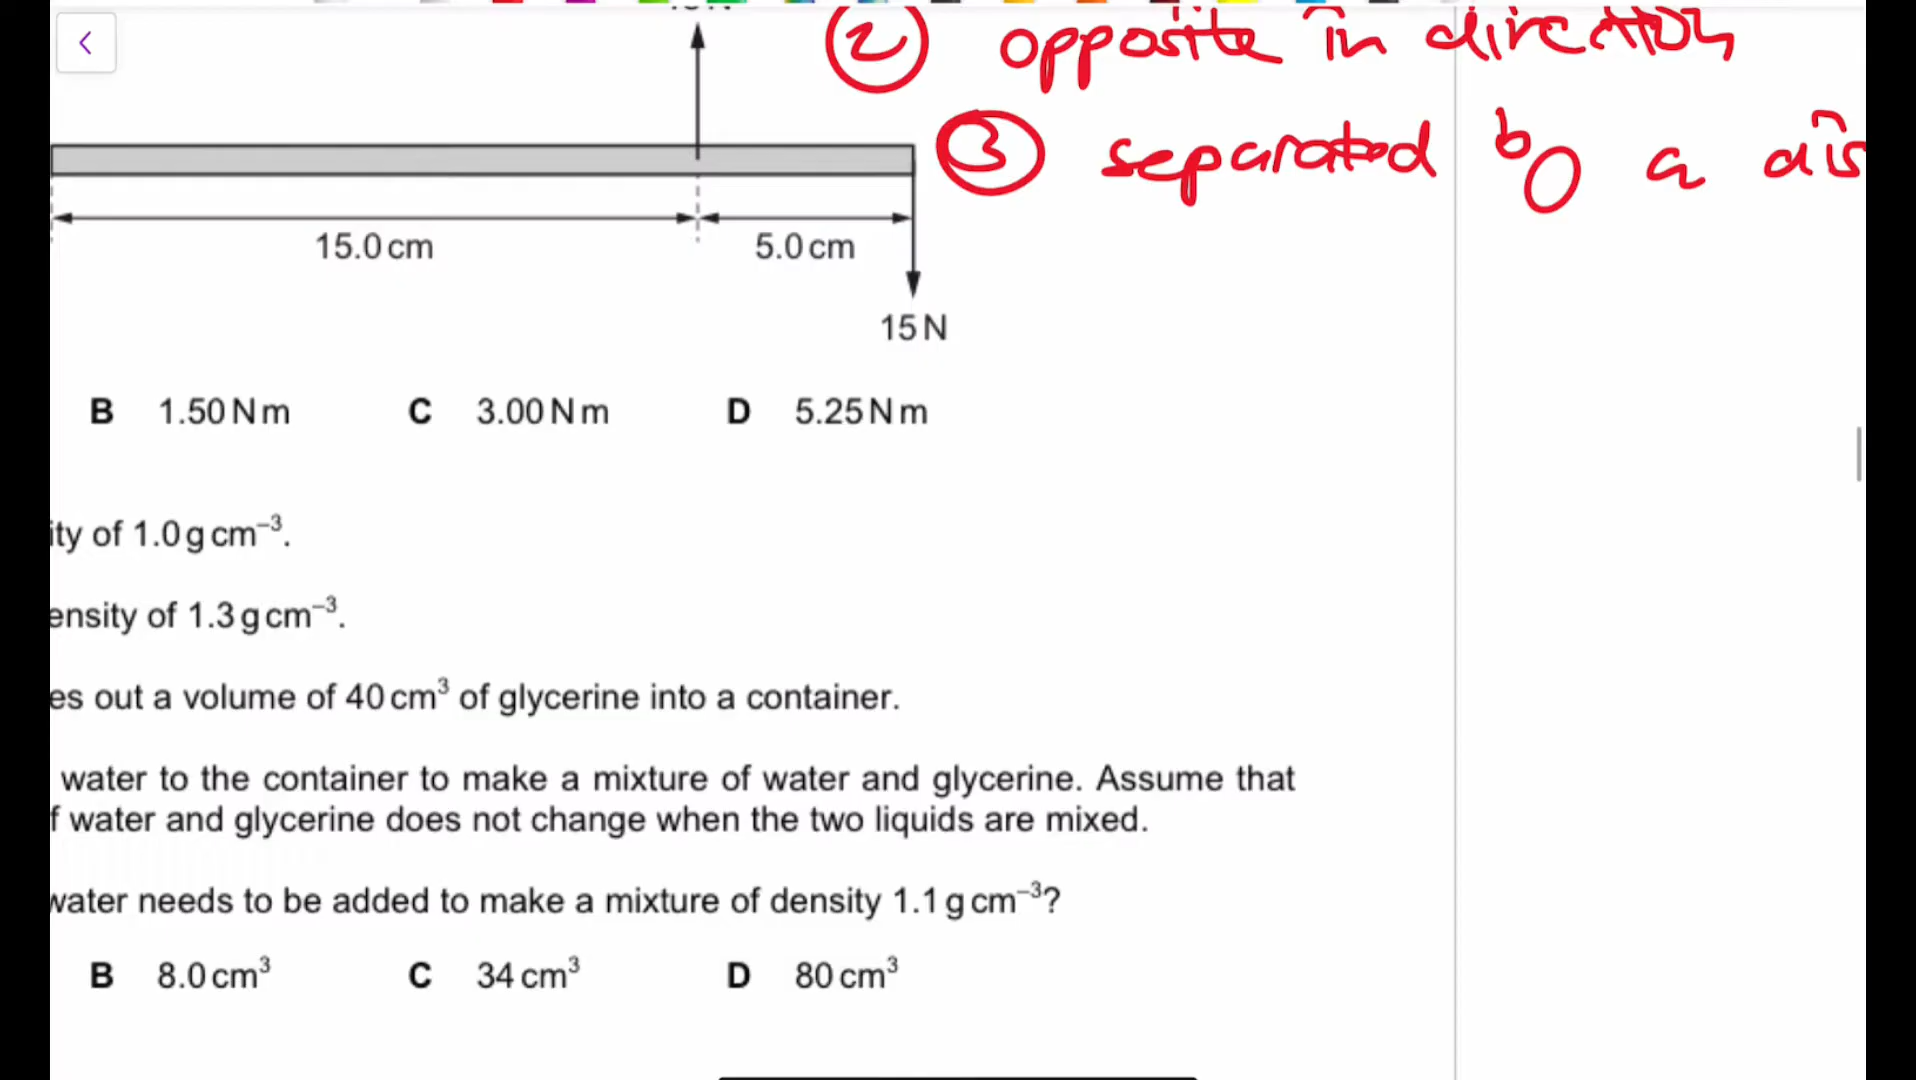 ② opposite in direction
③ separated by a dis
15.0 cm
5.0 cm
15 N
B 1.50 N m C 3.00 N m D 5.25 N m
ity of 1.0 g cm⁻³.
ensity of 1.3 g cm⁻³.
es out a volume of 40 cm³ of glycerine into a container.
water to the container to make a mixture of water and glycerine. Assume that
f water and glycerine does not change when the two liquids are mixed.
water needs to be added to make a mixture of density 1.1 g cm⁻³?
B 8.0 cm³ C 34 cm³ D 80 cm³